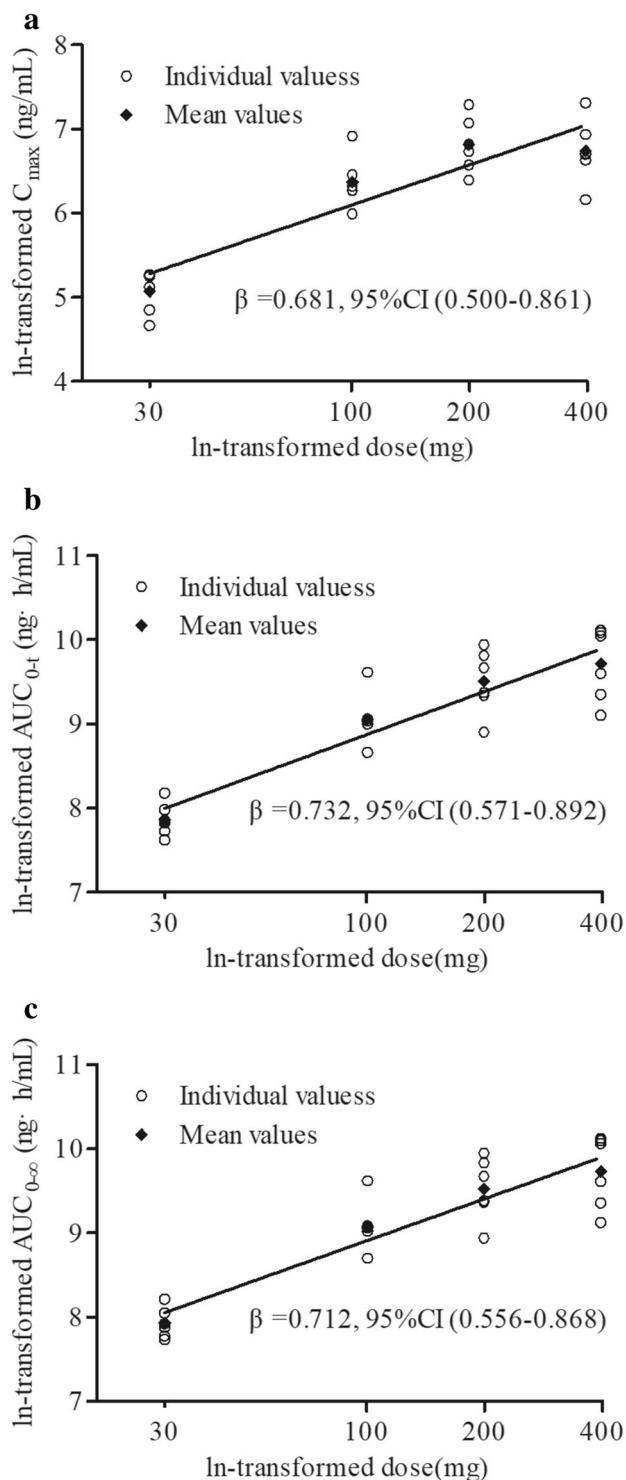 a
8
7
6
5
4
ln-transformed Cmax (ng/mL)
Individual valuess
Mean values
β =0.681, 95%CI (0.500-0.861)
30 100 200 400
ln-transformed dose(mg)
b
11
10
9
8
7
ln-transformed AUC0-t (ng· h/mL)
Individual valuess
Mean values
β =0.732, 95%CI (0.571-0.892)
30 100 200 400
ln-transformed dose(mg)
c
11
10
9
8
7
ln-transformed AUC0-∞ (ng· h/mL)
Individual valuess
Mean values
β =0.712, 95%CI (0.556-0.868)
30 100 200 400
ln-transformed dose(mg)